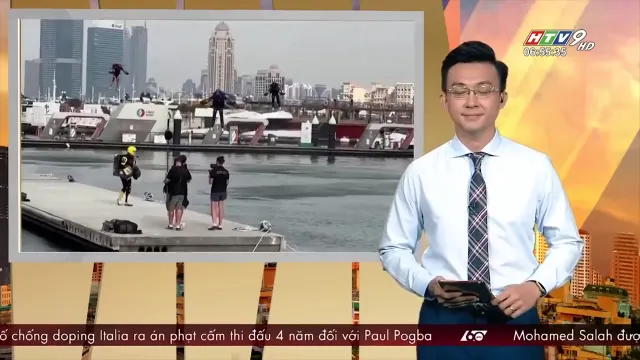 HTV9 HD
06:55:35
ố chống doping Italia ra án phạt cấm thi đấu 4 năm đối với Paul Pogba 60 Mohamed Salah đượ